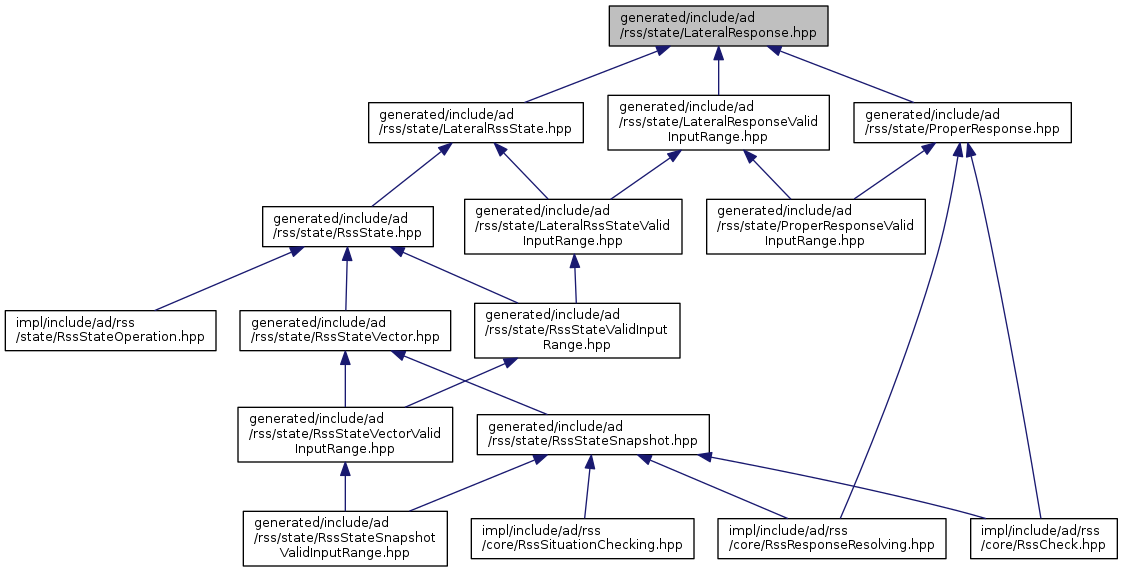 generated/include/ad
/rss/state/LateralResponse.hpp
generated/include/ad
/rss/state/LateralRssState.hpp
generated/include/ad
/rss/state/LateralResponseValid
InputRange.hpp
generated/include/ad
/rss/state/ProperResponse.hpp
generated/include/ad
/rss/state/RssState.hpp
generated/include/ad
/rss/state/LateralRssStateValid
InputRange.hpp
generated/include/ad
/rss/state/ProperResponseValid
InputRange.hpp
impl/include/ad/rss
/state/RssStateOperation.hpp
generated/include/ad
/rss/state/RssStateVector.hpp
generated/include/ad
/rss/state/RssStateValidInput
Range.hpp
generated/include/ad
/rss/state/RssStateVectorValid
InputRange.hpp
generated/include/ad
/rss/state/RssStateSnapshot.hpp
generated/include/ad
/rss/state/RssStateSnapshot
ValidInputRange.hpp
impl/include/ad/rss
/core/RssSituationChecking.hpp
impl/include/ad/rss
/core/RssResponseResolving.hpp
impl/include/ad/rss
/core/RssCheck.hpp